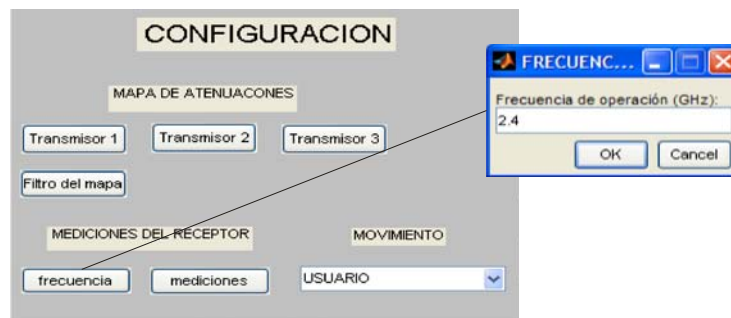 CONFIGURACION
MAPA DE ATENUACONES
Transmisor 1
Transmisor 2
Transmisor 3
Filtro del mapa
MEDICIONES DEL RECEPTOR
MOVIMIENTO
frecuencia
mediciones
USUARIO
FRECUENC...
Frecuencia de operación (GHz):
2.4
OK
Cancel